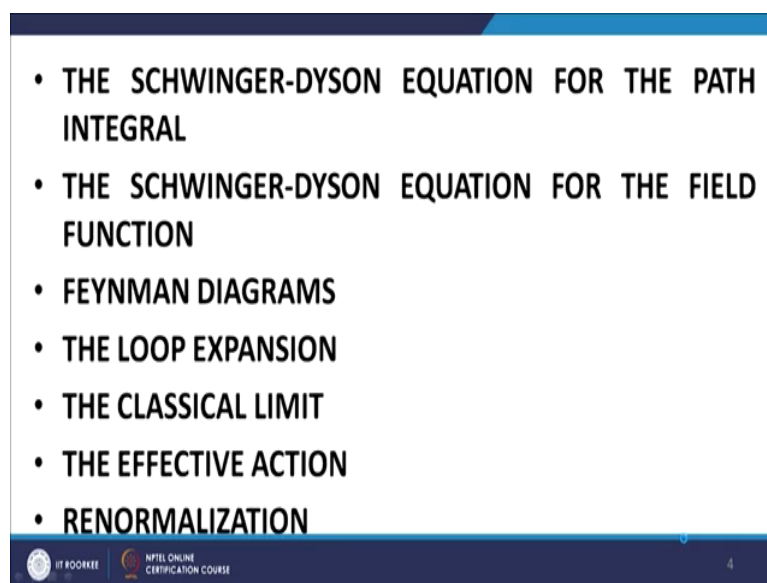 • THE SCHWINGER-DYSON EQUATION FOR THE PATH
INTEGRAL
• THE SCHWINGER-DYSON EQUATION FOR THE FIELD
FUNCTION
• FEYNMAN DIAGRAMS
• THE LOOP EXPANSION
• THE CLASSICAL LIMIT
• THE EFFECTIVE ACTION
• RENORMALIZATION
IIT ROORKEE
NPTEL ONLINE
CERTIFICATION COURSE
4